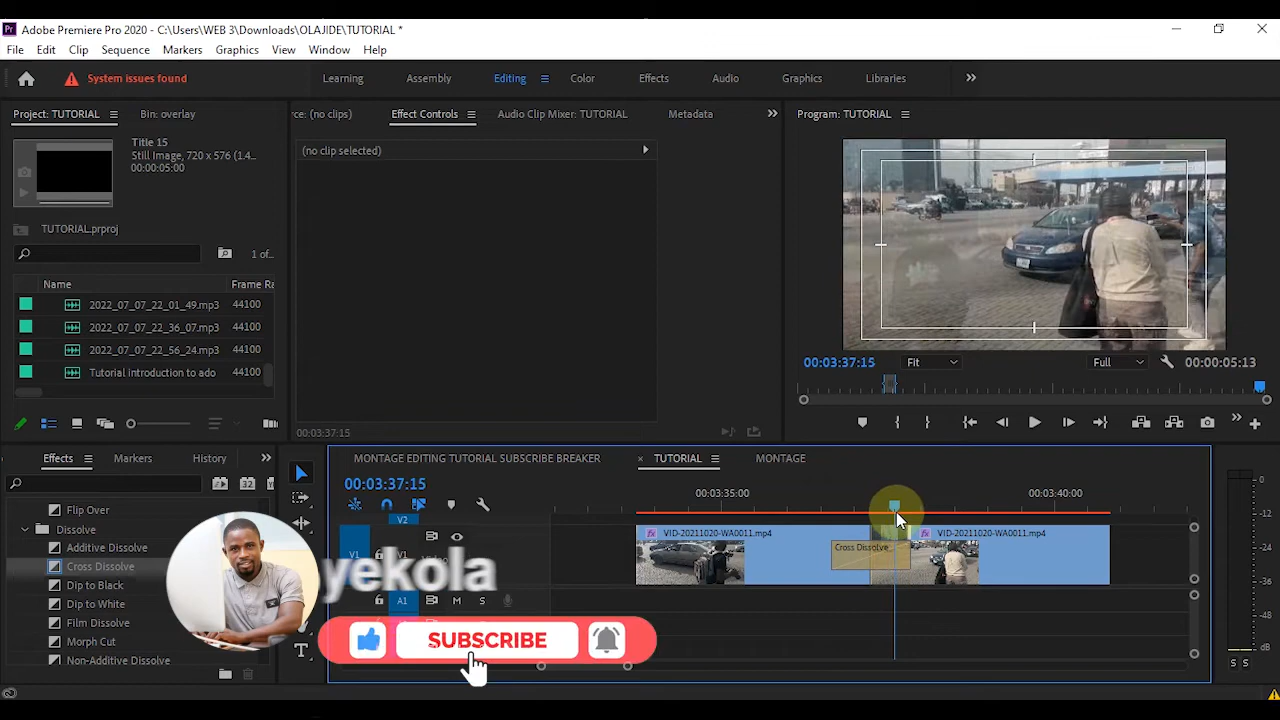 Adobe Premiere Pro 2020 - C:\Users\WEB 3\Downloads\OLAJIDE\TUTORIAL *
File Edit Clip Sequence Markers Graphics View Window Help
System issues found
Learning Assembly Editing Color Effects Audio Graphics Libraries
Project: TUTORIAL Bin: overlay
rce: (no clips) Effect Controls Audio Clip Mixer: TUTORIAL Metadata
Program: TUTORIAL
Title 15
Still Image, 720 x 576 (1.4...
00:00:05:00
(no clip selected)
TUTORIAL.prproj
1 of...
Name Frame Ra
2022_07_07_22_01_49.mp3 44100
2022_07_07_22_36_07.mp3 44100
2022_07_07_22_56_24.mp3 44100
Tutorial introduction to ado 44100
00:03:37:15
00:03:37:15 Fit Full 00:00:05:13
Effects Markers History
MONTAGE EDITING TUTORIAL SUBSCRIBE BREAKER × TUTORIAL MONTAGE
00:03:37:15
00:03:35:00 00:03:40:00
Flip Over
Dissolve
Additive Dissolve
Cross Dissolve
Dip to Black
Dip to White
Film Dissolve
Morph Cut
Non-Additive Dissolve
V2
V1 V1
VID-20211020-WA0011.mp4 VID-20211020-WA0011.mp4
Cross Dissolve
A1 M S
yekola
SUBSCRIBE
0
-12
-24
-36
-48
dB
S S